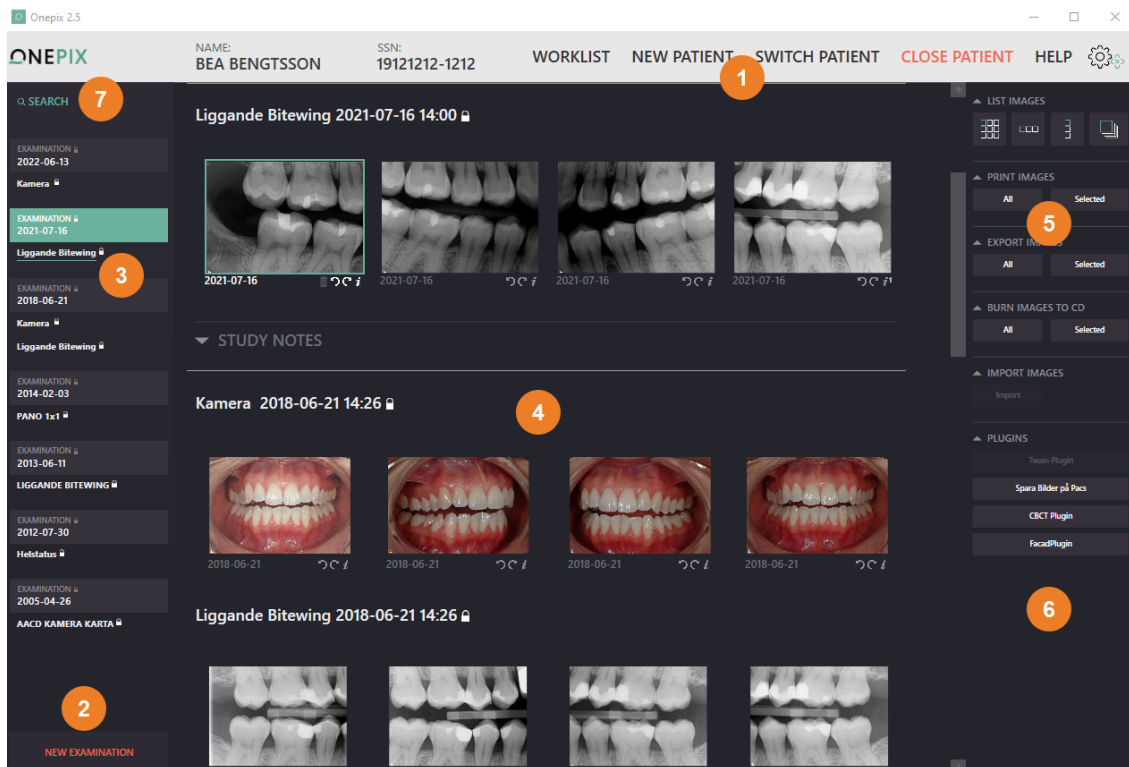 Onepix 2.5
ONEPIX
NAME:
BEA BENGTSSON
SSN:
19121212-1212
WORKLIST
NEW PATIENT
SWITCH PATIENT
CLOSE PATIENT
HELP
1
SEARCH
7
EXAMINATION
2022-06-13
Kamera
EXAMINATION
2021-07-16
Liggande Bitewing
3
EXAMINATION
2018-06-21
Kamera
Liggande Bitewing
EXAMINATION
2014-02-03
PANO 1x1
EXAMINATION
2013-06-11
LIGGANDE BITEWING
EXAMINATION
2012-07-30
Helstatus
EXAMINATION
2005-04-26
AACD KAMERA KARTA
2
NEW EXAMINATION
Liggande Bitewing 2021-07-16 14:00
2021-07-16 i
2021-07-16 i
2021-07-16 i
2021-07-16 i¹
STUDY NOTES
Kamera 2018-06-21 14:26
4
2018-06-21 i
2018-06-21 i
2018-06-21 i
2018-06-21 i
Liggande Bitewing 2018-06-21 14:26
LIST IMAGES
PRINT IMAGES
All Selected
5
EXPORT IMAGES
All Selected
BURN IMAGES TO CD
All Selected
IMPORT IMAGES
Import
PLUGINS
Twain Plugin
Spara Bilder på Pacs
CBCT Plugin
FacadPlugin
6